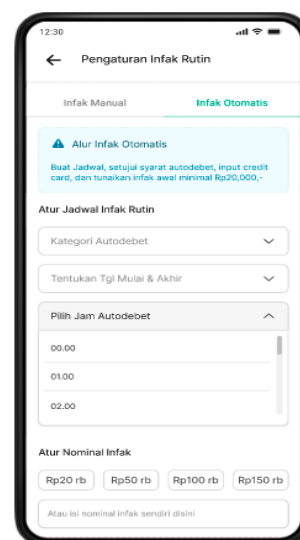 12:30
Pengaturan Infak Rutin
Infak Manual
Infak Otomatis
Alur Infak Otomatis
Buat Jadwal, setujui syarat autodebet, input credit
card, dan tunaikan infak awal minimal Rp20,000,-
Atur Jadwal Infak Rutin
Kategori Autodebet
Tentukan Tgl Mulai & Akhir
Pilih Jam Autodebet
00.00
01.00
02.00
Atur Nominal Infak
Rp20 rb
Rp50 rb
Rp100 rb
Rp150 rb
Atau isi nominal infak sendiri disini